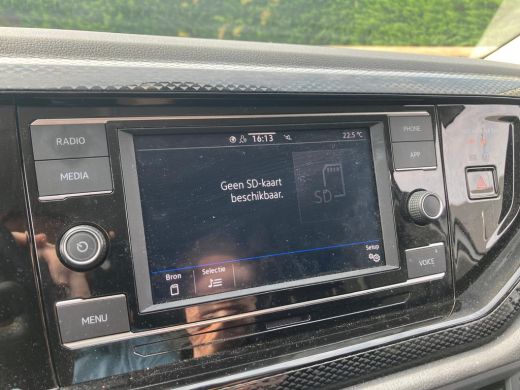 RADIO
MEDIA
MENU
16:13
22.5 °C
Geen SD-kaart
beschikbaar.
SD
Bron
Selectie
Setup
PHONE
APP
VOICE